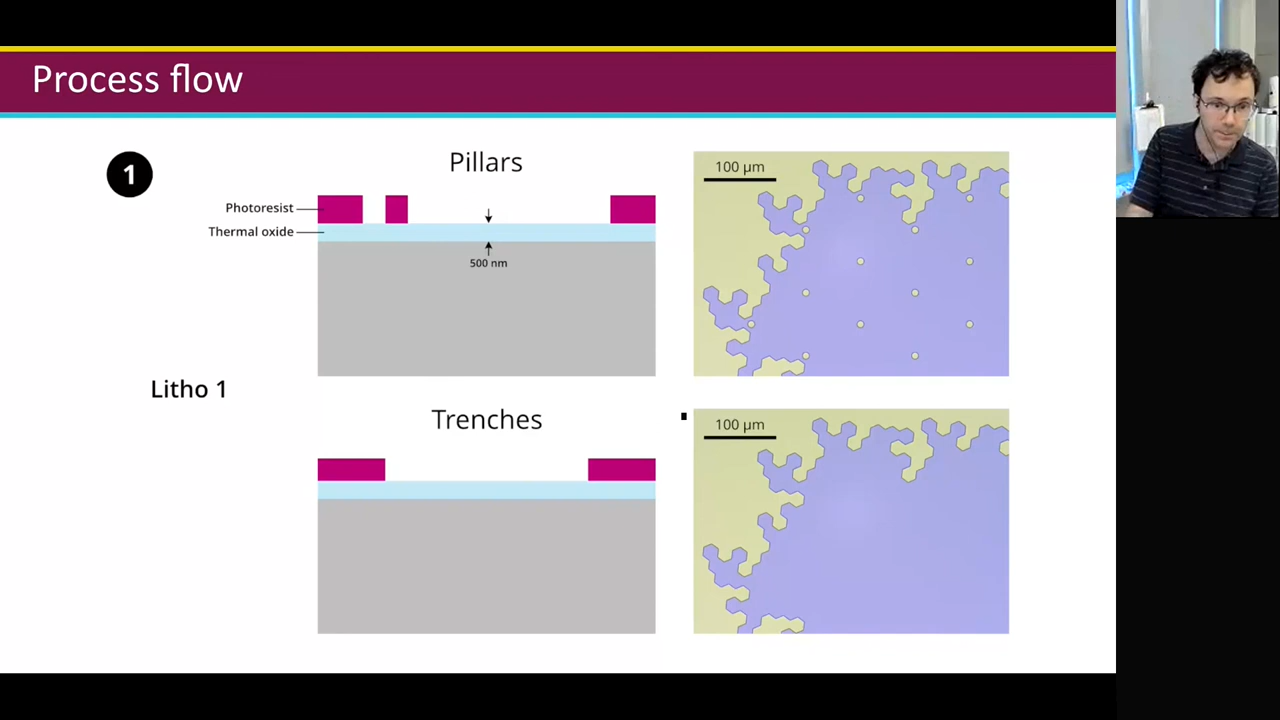 Process flow
1
Pillars
Photoresist
Thermal oxide
500 nm
100 µm
Litho 1
Trenches
100 µm